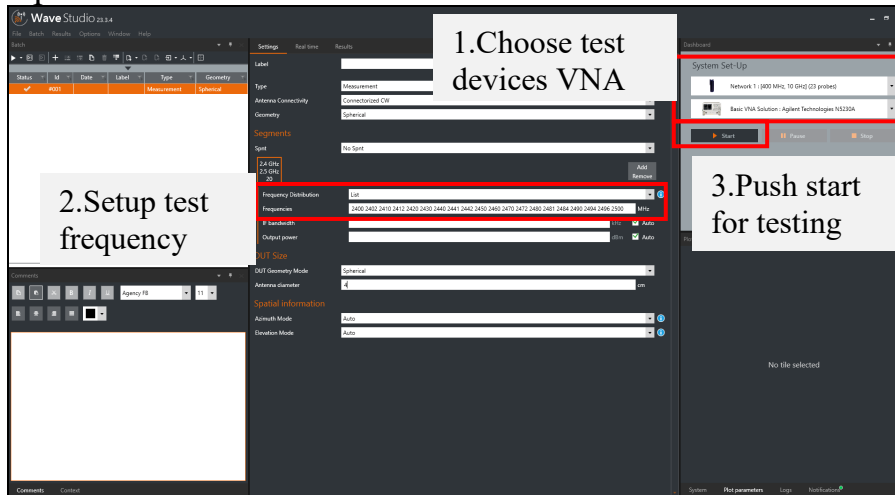 Wave Studio 23.3.4
File Batch Results Options Window Help
Batch
Status Id Date Label Type Geometry
#001 Measurement Spherical
Settings Real time Results
Label
Type Measurement
Antenna Connectivity Connectorized CW
Geometry Spherical
Segments
Sprit No Sprit
2.4 GHz
2.5 GHz
20
Add
Remove
Frequency Distribution List
Frequencies 2400 2402 2410 2412 2420 2430 2440 2441 2442 2450 2460 2470 2472 2480 2481 2484 2490 2494 2496 2500 MHz
IF bandwidth kHz Auto
Output power dBm Auto
DUT Size
DUT Geometry Mode Spherical
Antenna diameter 4 cm
Spatial information
Azimuth Mode Auto
Elevation Mode Auto
1.Choose test
devices VNA
2.Setup test
frequency
3.Push start
for testing
Dashboard
System Set-Up
Network 1 : [400 MHz, 10 GHz] (23 probes)
Basic VNA Solution : Agilent Technologies N5230A
Start Pause Stop
No tile selected
Comments
Agency FB 11
A B I U
Comments Context
System Plot parameters Logs Notifications